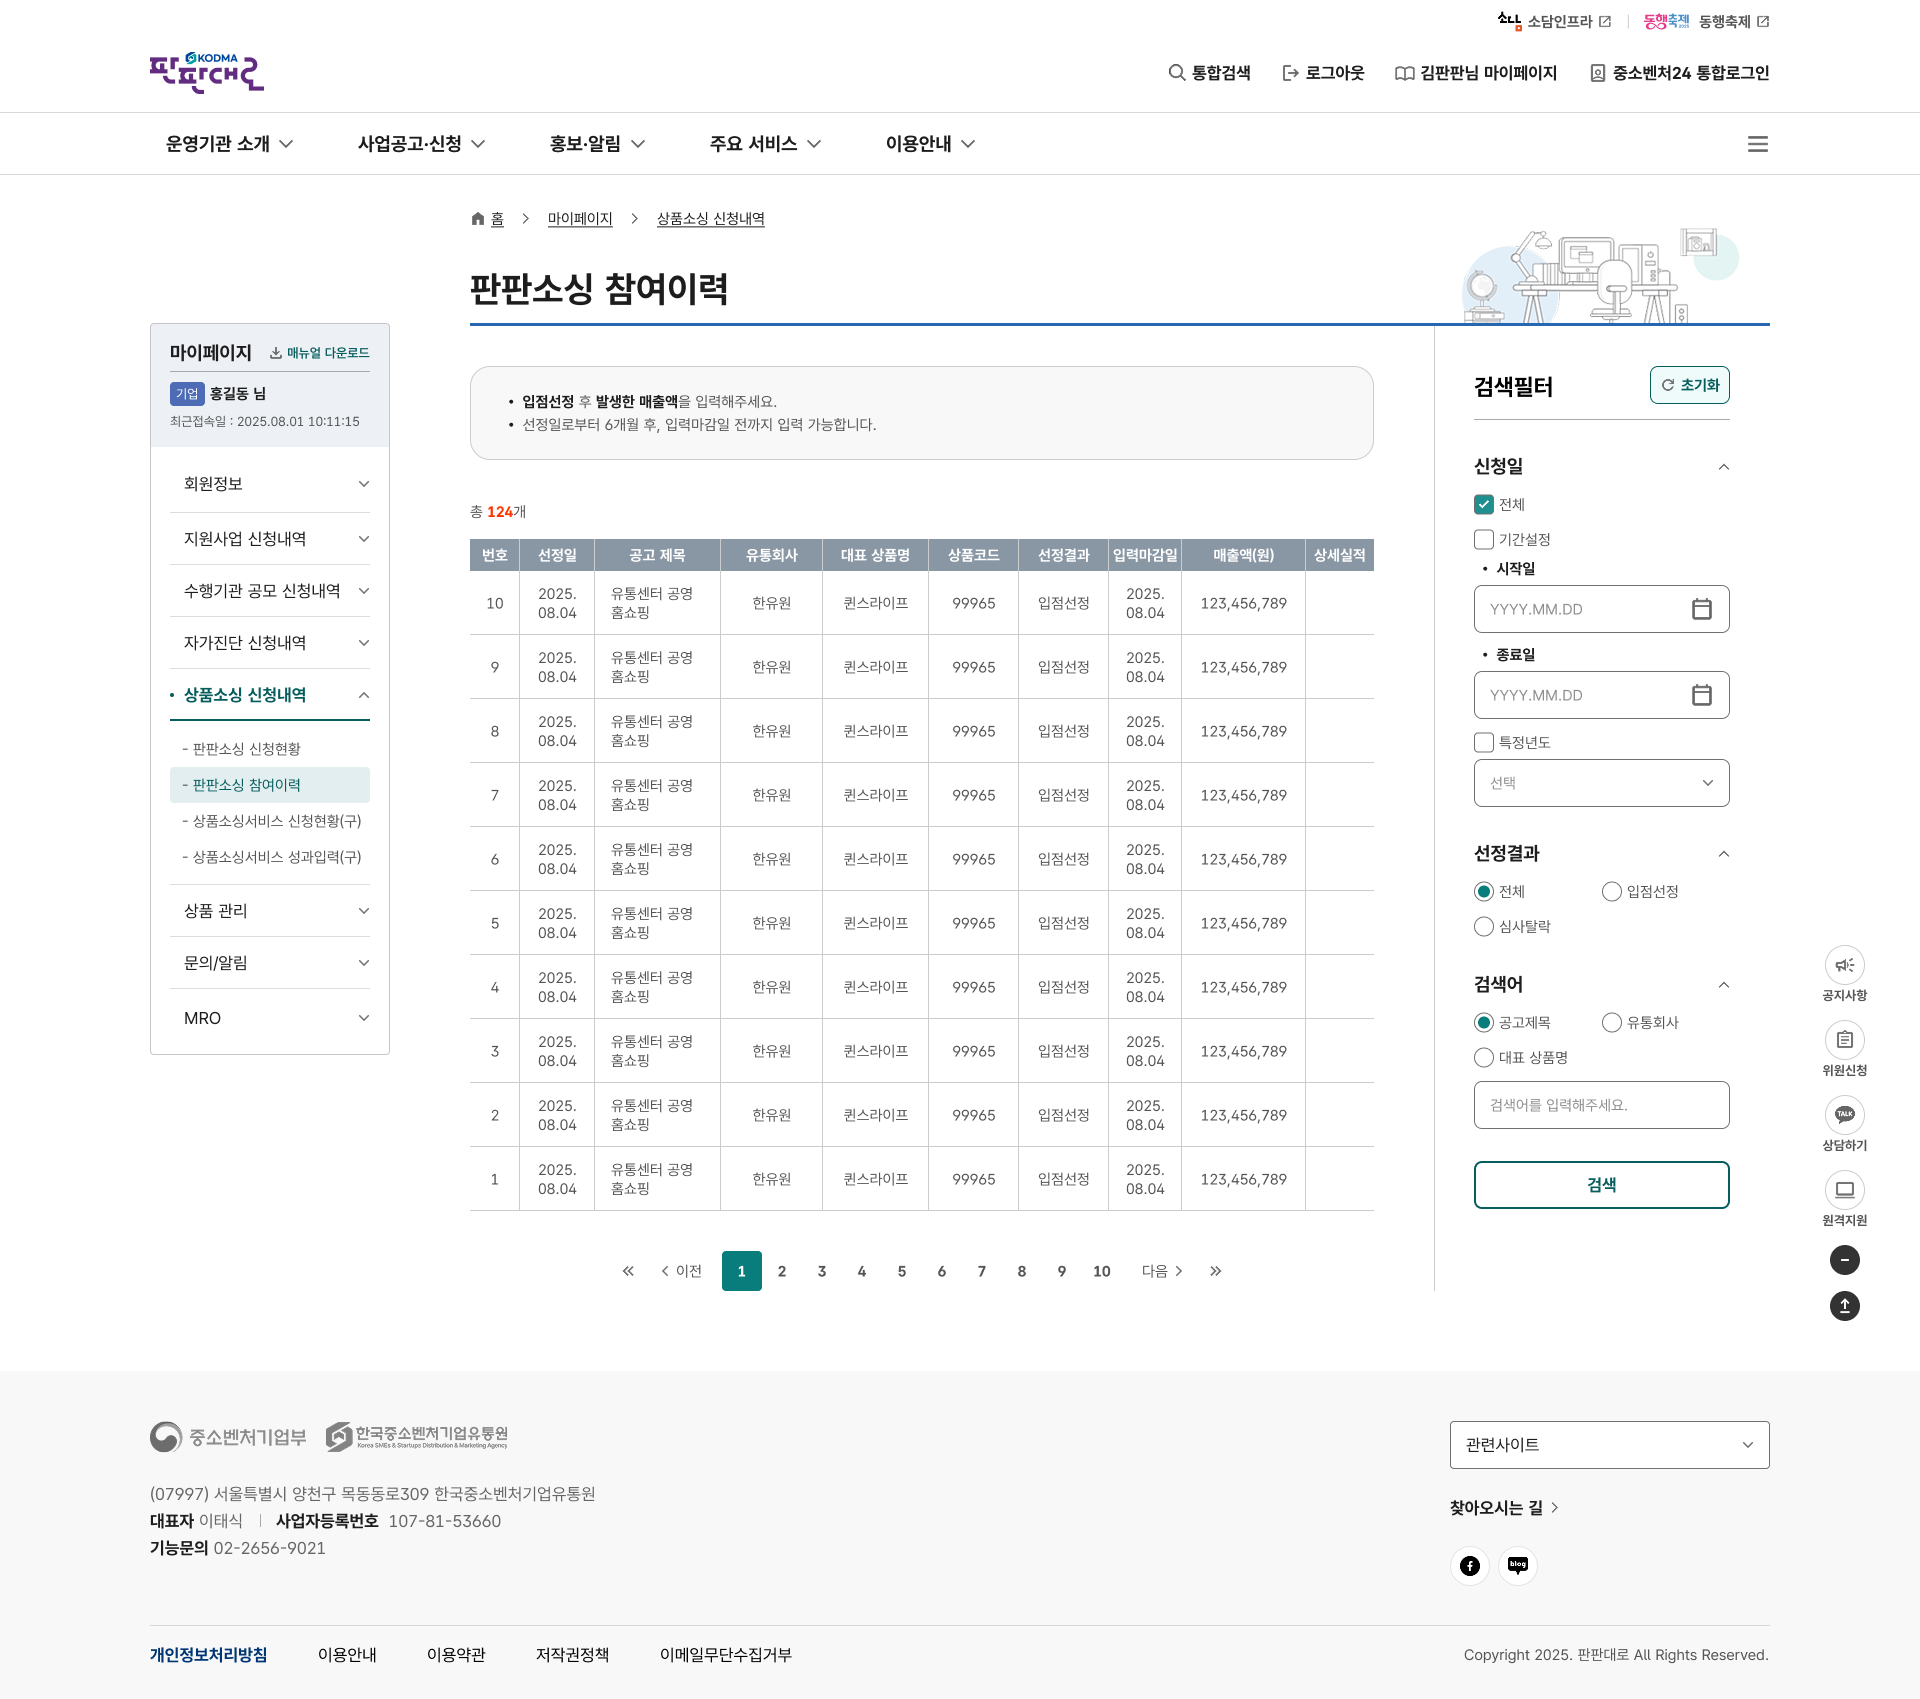 소담인프라
동행축제 동행축제
KODMA
판판대로
통합검색 로그아웃 김판판님 마이페이지 중소벤처24 통합로그인
운영기관 소개 사업공고·신청 홍보·알림 주요 서비스 이용안내
홈 마이페이지 상품소싱 신청내역
판판소싱 참여이력
마이페이지 매뉴얼 다운로드
기업 홍길동 님
최근접속일 : 2025.08.01 10:11:15
회원정보
지원사업 신청내역
수행기관 공모 신청내역
자가진단 신청내역
• 상품소싱 신청내역
- 판판소싱 신청현황
- 판판소싱 참여이력
- 상품소싱서비스 신청현황(구)
- 상품소싱서비스 성과입력(구)
상품 관리
문의/알림
MRO
• 입점선정 후 발생한 매출액을 입력해주세요.
• 선정일로부터 6개월 후, 입력마감일 전까지 입력 가능합니다.
총 124개
번호 선정일 공고 제목 유통회사 대표 상품명 상품코드 선정결과 입력마감일 매출액(원) 상세실적
10 2025. 08.04 유통센터 공영 홈쇼핑 한유원 퀸스라이프 99965 입점선정 2025. 08.04 123,456,789
9 2025. 08.04 유통센터 공영 홈쇼핑 한유원 퀸스라이프 99965 입점선정 2025. 08.04 123,456,789
8 2025. 08.04 유통센터 공영 홈쇼핑 한유원 퀸스라이프 99965 입점선정 2025. 08.04 123,456,789
7 2025. 08.04 유통센터 공영 홈쇼핑 한유원 퀸스라이프 99965 입점선정 2025. 08.04 123,456,789
6 2025. 08.04 유통센터 공영 홈쇼핑 한유원 퀸스라이프 99965 입점선정 2025. 08.04 123,456,789
5 2025. 08.04 유통센터 공영 홈쇼핑 한유원 퀸스라이프 99965 입점선정 2025. 08.04 123,456,789
4 2025. 08.04 유통센터 공영 홈쇼핑 한유원 퀸스라이프 99965 입점선정 2025. 08.04 123,456,789
3 2025. 08.04 유통센터 공영 홈쇼핑 한유원 퀸스라이프 99965 입점선정 2025. 08.04 123,456,789
2 2025. 08.04 유통센터 공영 홈쇼핑 한유원 퀸스라이프 99965 입점선정 2025. 08.04 123,456,789
1 2025. 08.04 유통센터 공영 홈쇼핑 한유원 퀸스라이프 99965 입점선정 2025. 08.04 123,456,789
이전 1 2 3 4 5 6 7 8 9 10 다음
검색필터 초기화
신청일
전체
기간설정
• 시작일
YYYY.MM.DD
• 종료일
YYYY.MM.DD
특정년도
선택
선정결과
전체 입점선정
심사탈락
검색어
공고제목 유통회사
대표 상품명
검색어를 입력해주세요.
검색
공지사항
위원신청
TALK
상담하기
원격지원
중소벤처기업부 한국중소벤처기업유통원
Korea SMEs & Startups Distribution & Marketing Agency
(07997) 서울특별시 양천구 목동동로309 한국중소벤처기업유통원
대표자 이태식 사업자등록번호 107-81-53660
기능문의 02-2656-9021
관련사이트
찾아오시는 길
blog
개인정보처리방침 이용안내 이용약관 저작권정책 이메일무단수집거부
Copyright 2025. 판판대로 All Rights Reserved.